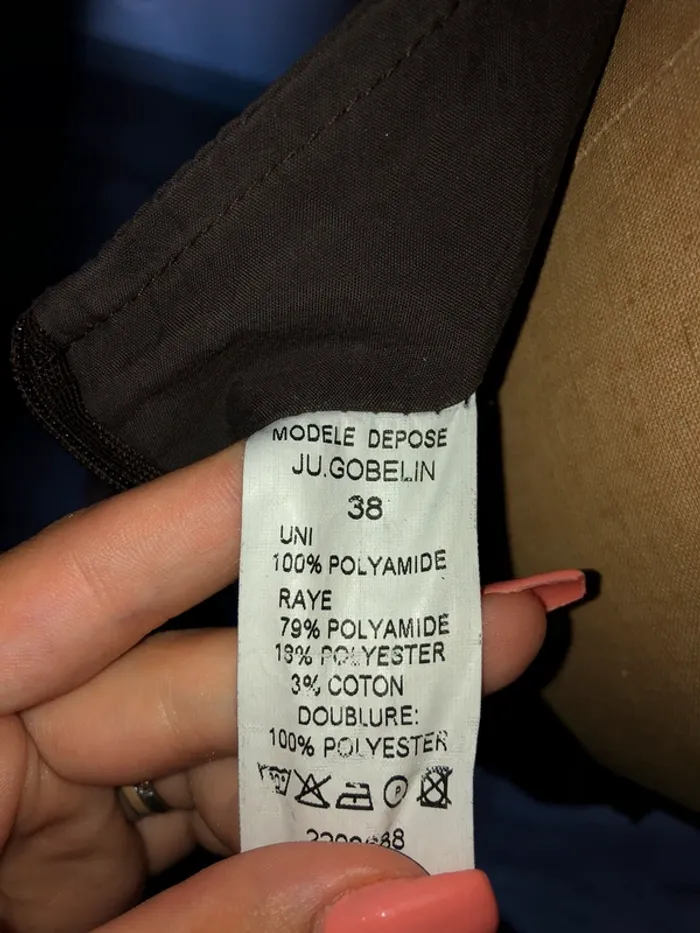 MODELE DEPOSE
JU.GOBELIN
38
UNI
100% POLYAMIDE
RAYE
79% POLYAMIDE
18% POLYESTER
3% COTON
DOUBLURE:
100% POLYESTER
P